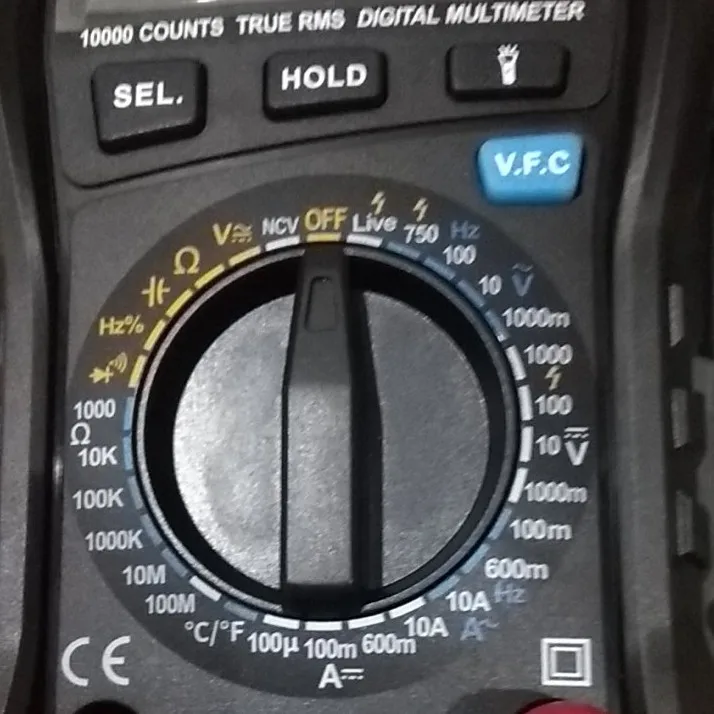 10000 COUNTS TRUE RMS DIGITAL MULTIMETER
SEL. HOLD
V.F.C
OFF
Live
750 Hz
100
10 V
1000m
1000
100
10 V
1000m
100m
600m
10A Hz
10A A~
600m
100m
A
100µ
°C/°F
100M
10M
1000K
100K
10K
Ω
1000
Hz%
Ω
V
NCV
CE